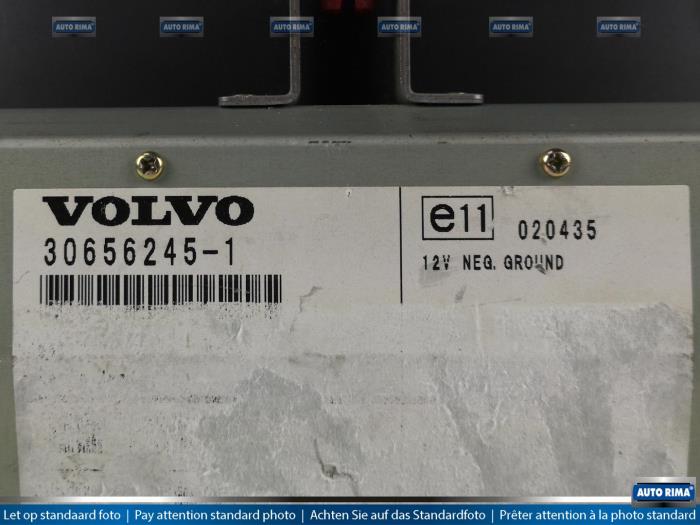 AUTO RIMA AUTO RIMA AUTO RIMA AUTO RIMA AUTO RIMA AUTO RIMA
VOLVO
30656245-1
e11 020435
12V NEG. GROUND
AUTO RIMA
Let op standaard foto | Pay attention standard photo | Achten Sie auf das Standardfoto | Prêter attention à la photo standard